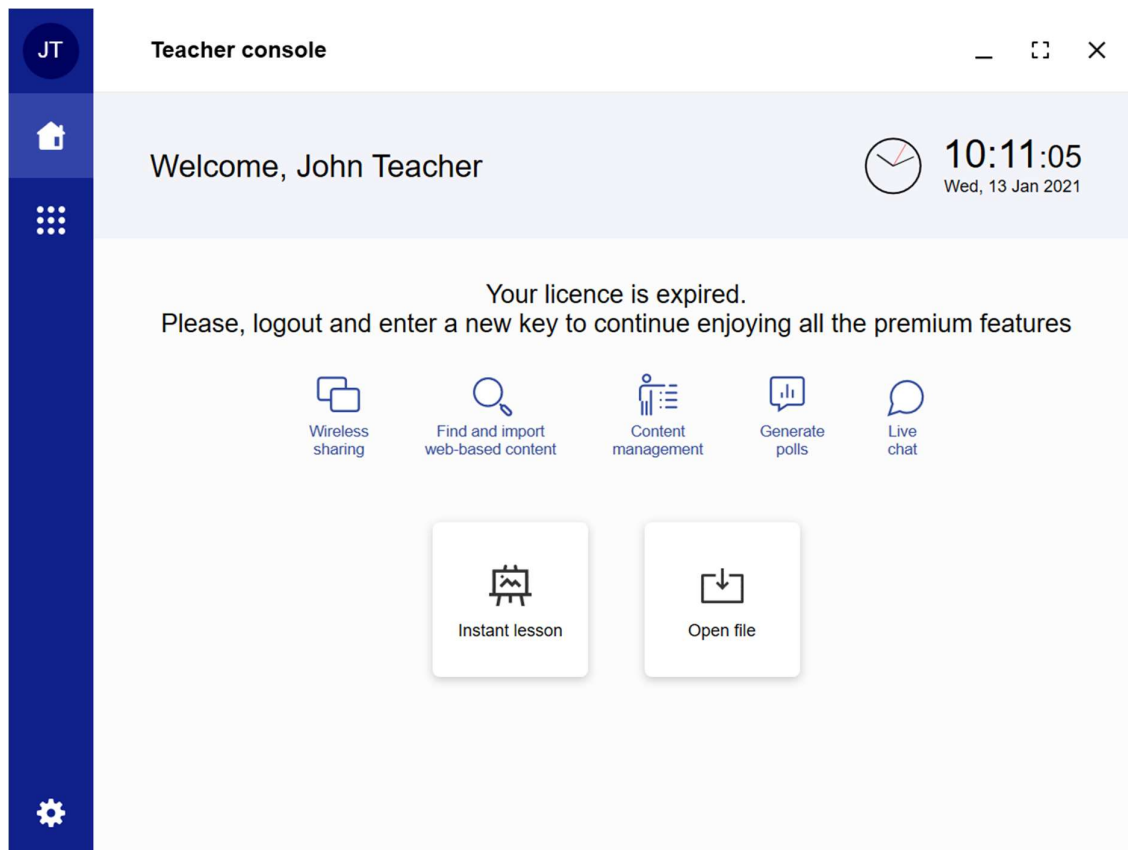 JT
Teacher console
Welcome, John Teacher
10:11:05
Wed, 13 Jan 2021
Your licence is expired.
Please, logout and enter a new key to continue enjoying all the premium features
Wireless
sharing
Find and import
web-based content
Content
management
Generate
polls
Live
chat
Instant lesson
Open file